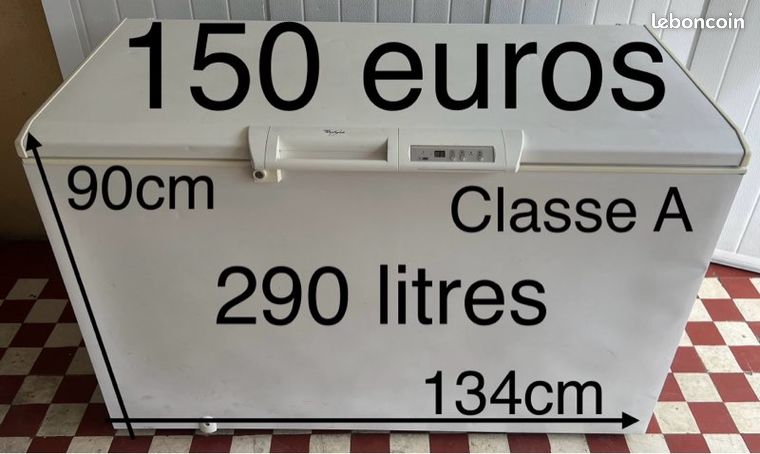 leboncoin
150 euros
Whirlpool
90cm
Classe A
290 litres
134cm